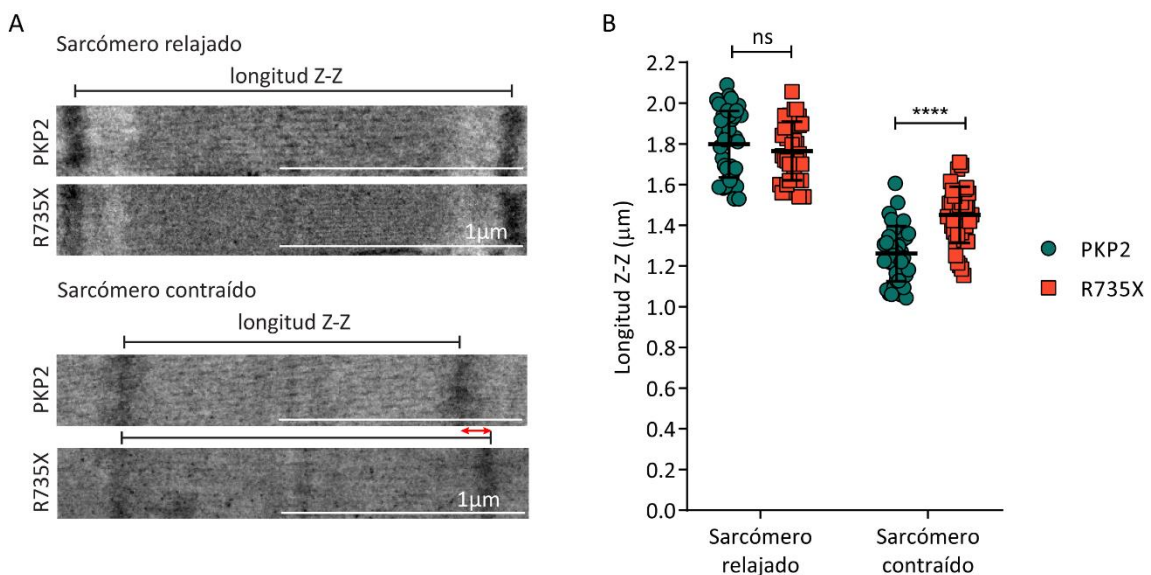 A
Sarcómero relajado
longitud Z-Z
PKP2
R735X
1µm
Sarcómero contraído
longitud Z-Z
PKP2
R735X
1µm
B
ns
****
Longitud Z-Z (µm)
2.2
2.0
1.8
1.6
1.4
1.2
1.0
0.8
0.6
0.4
0.2
0.0
Sarcómero
relajado
Sarcómero
contraído
PKP2
R735X